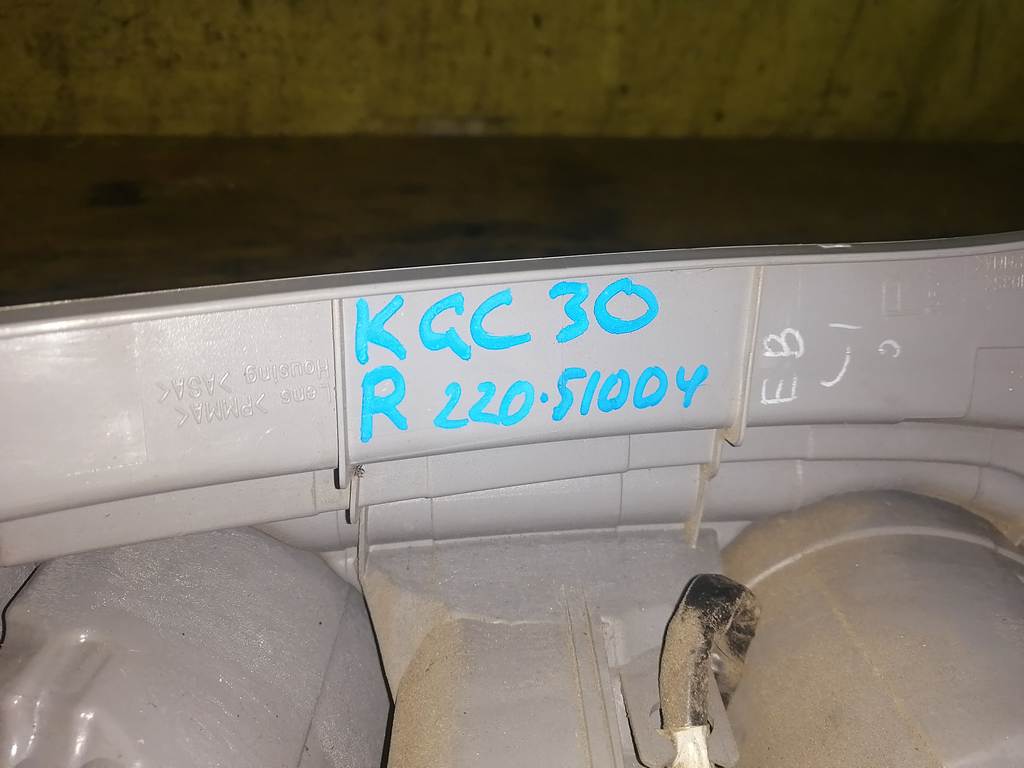 KGC 30
R 220-51004
EB
Lens >PMMA<
Housing >ASA<